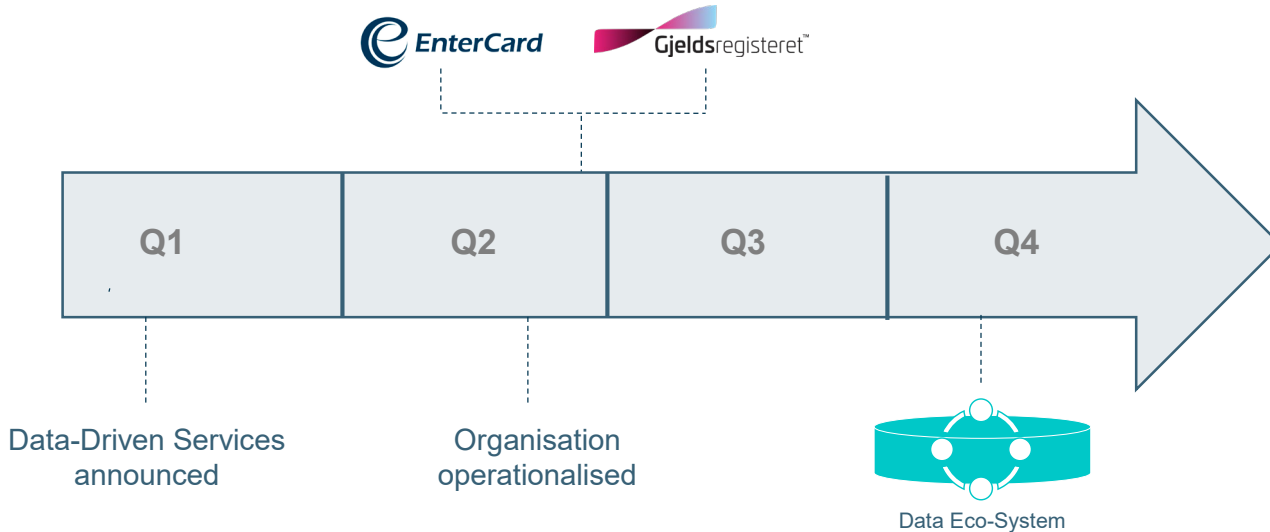 EnterCard
Gjeldsregisteret™
Q1
Q2
Q3
Q4
Data-Driven Services
announced
Organisation
operationalised
Data Eco-System